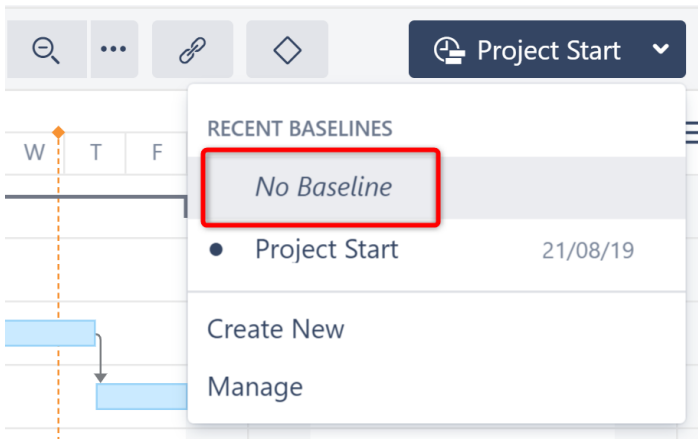 Project Start
RECENT BASELINES
W T F
No Baseline
Project Start 21/08/19
Create New
Manage